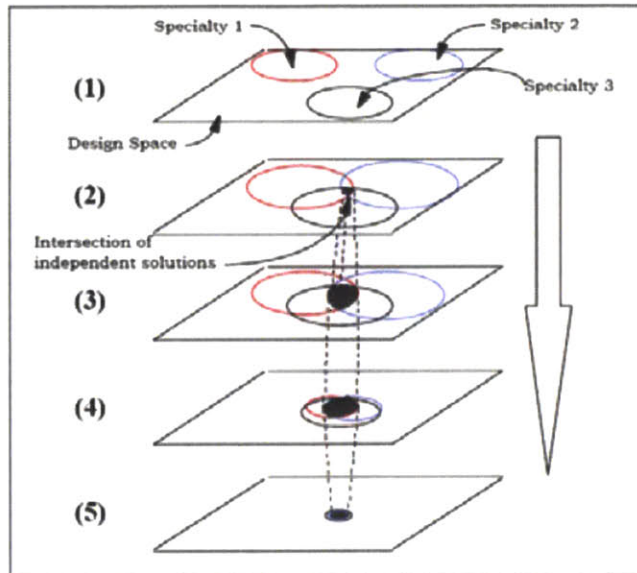 Specialty 1
Specialty 2
(1)
Specialty 3
Design Space
(2)
Intersection of
independent solutions
(3)
(4)
(5)